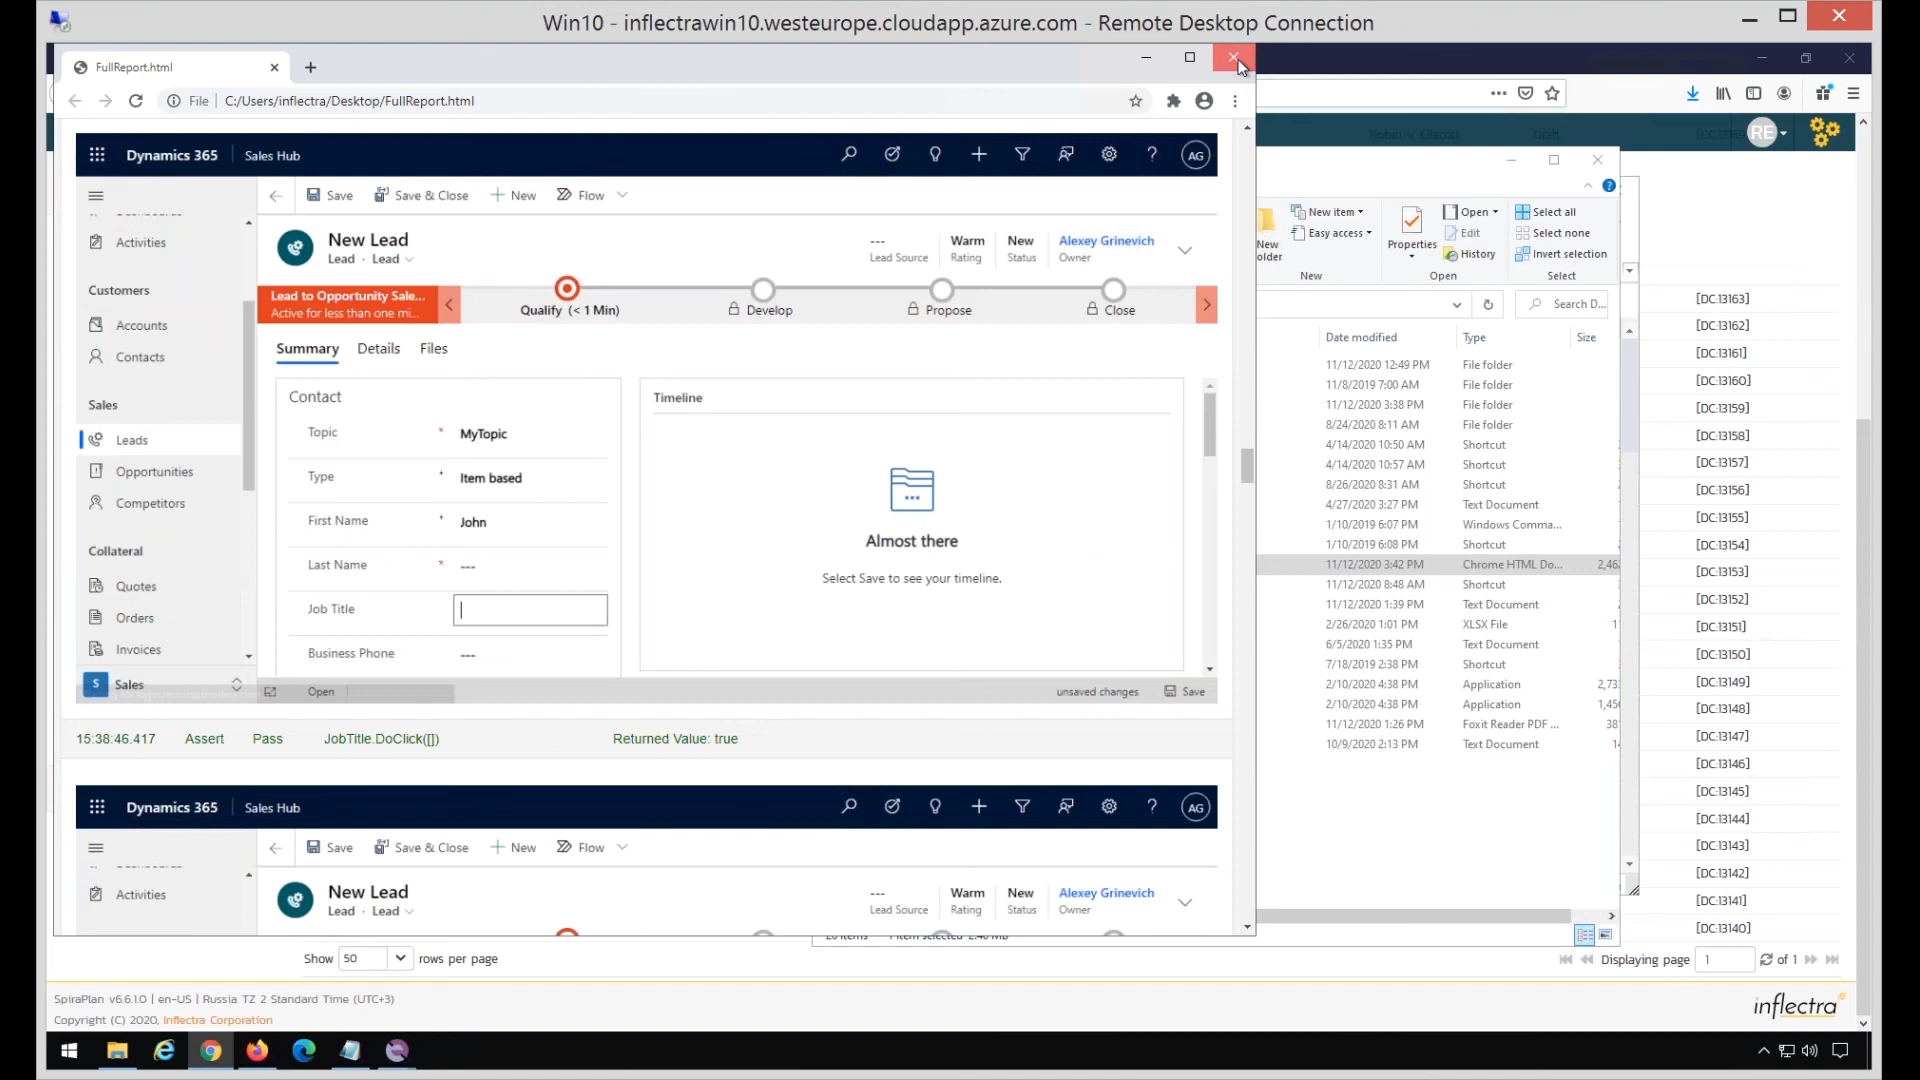 Win10 - inflectrawin10.westeurope.cloudapp.azure.com - Remote Desktop Connection
FullReport.html
File
C:/Users/inflectra/Desktop/FullReport.html
RE
Dynamics 365
Sales Hub
AG
Save
Save & Close
New
Flow
Activities
Customers
Accounts
Contacts
Sales
Leads
Opportunities
Competitors
Collateral
Quotes
Orders
Invoices
S
Sales
New Lead
Lead · Lead
---
Lead Source
Warm
Rating
New
Status
Alexey Grinevich
Owner
Lead to Opportunity Sale...
Active for less than one mi...
Qualify (< 1 Min)
Develop
Propose
Close
Summary
Details
Files
Contact
Topic * MyTopic
Type * Item based
First Name * John
Last Name * ---
Job Title
Business Phone ---
Timeline
Almost there
Select Save to see your timeline.
Open
unsaved changes
Save
15:38:46.417 Assert Pass JobTitle.DoClick([]) Returned Value: true
Dynamics 365
Sales Hub
AG
Save
Save & Close
New
Flow
Activities
New Lead
Lead · Lead
---
Lead Source
Warm
Rating
New
Status
Alexey Grinevich
Owner
New
New item
Easy access
New
Properties
Open
Edit
History
Open
Select all
Select none
Invert selection
Select
Search D...
Date modified Type Size
11/12/2020 12:49 PM File folder
11/8/2019 7:00 AM File folder
11/12/2020 3:38 PM File folder
8/24/2020 8:11 AM File folder
4/14/2020 10:50 AM Shortcut
4/14/2020 10:57 AM Shortcut
8/26/2020 8:31 AM Shortcut
4/27/2020 3:27 PM Text Document
1/10/2019 6:07 PM Windows Comma...
1/10/2019 6:08 PM Shortcut
11/12/2020 3:42 PM Chrome HTML Do... 2,46
11/12/2020 8:48 AM Shortcut
11/12/2020 1:39 PM Text Document
2/26/2020 1:01 PM XLSX File
6/5/2020 1:35 PM Text Document
7/18/2019 2:38 PM Shortcut
2/10/2020 4:38 PM Application 2,73
2/10/2020 4:38 PM Application 1,45
11/12/2020 1:26 PM Foxit Reader PDF ... 38
10/9/2020 2:13 PM Text Document
[DC:13163]
[DC:13162]
[DC:13161]
[DC:13160]
[DC:13159]
[DC:13158]
[DC:13157]
[DC:13156]
[DC:13155]
[DC:13154]
[DC:13153]
[DC:13152]
[DC:13151]
[DC:13150]
[DC:13149]
[DC:13148]
[DC:13147]
[DC:13146]
[DC:13145]
[DC:13144]
[DC:13143]
[DC:13142]
[DC:13141]
[DC:13140]
Show 50 rows per page
Displaying page 1 of 1
SpiraPlan v6.6.1.0 | en-US | Russia TZ 2 Standard Time (UTC+3)
Copyright (C) 2020, Inflectra Corporation
inflectra